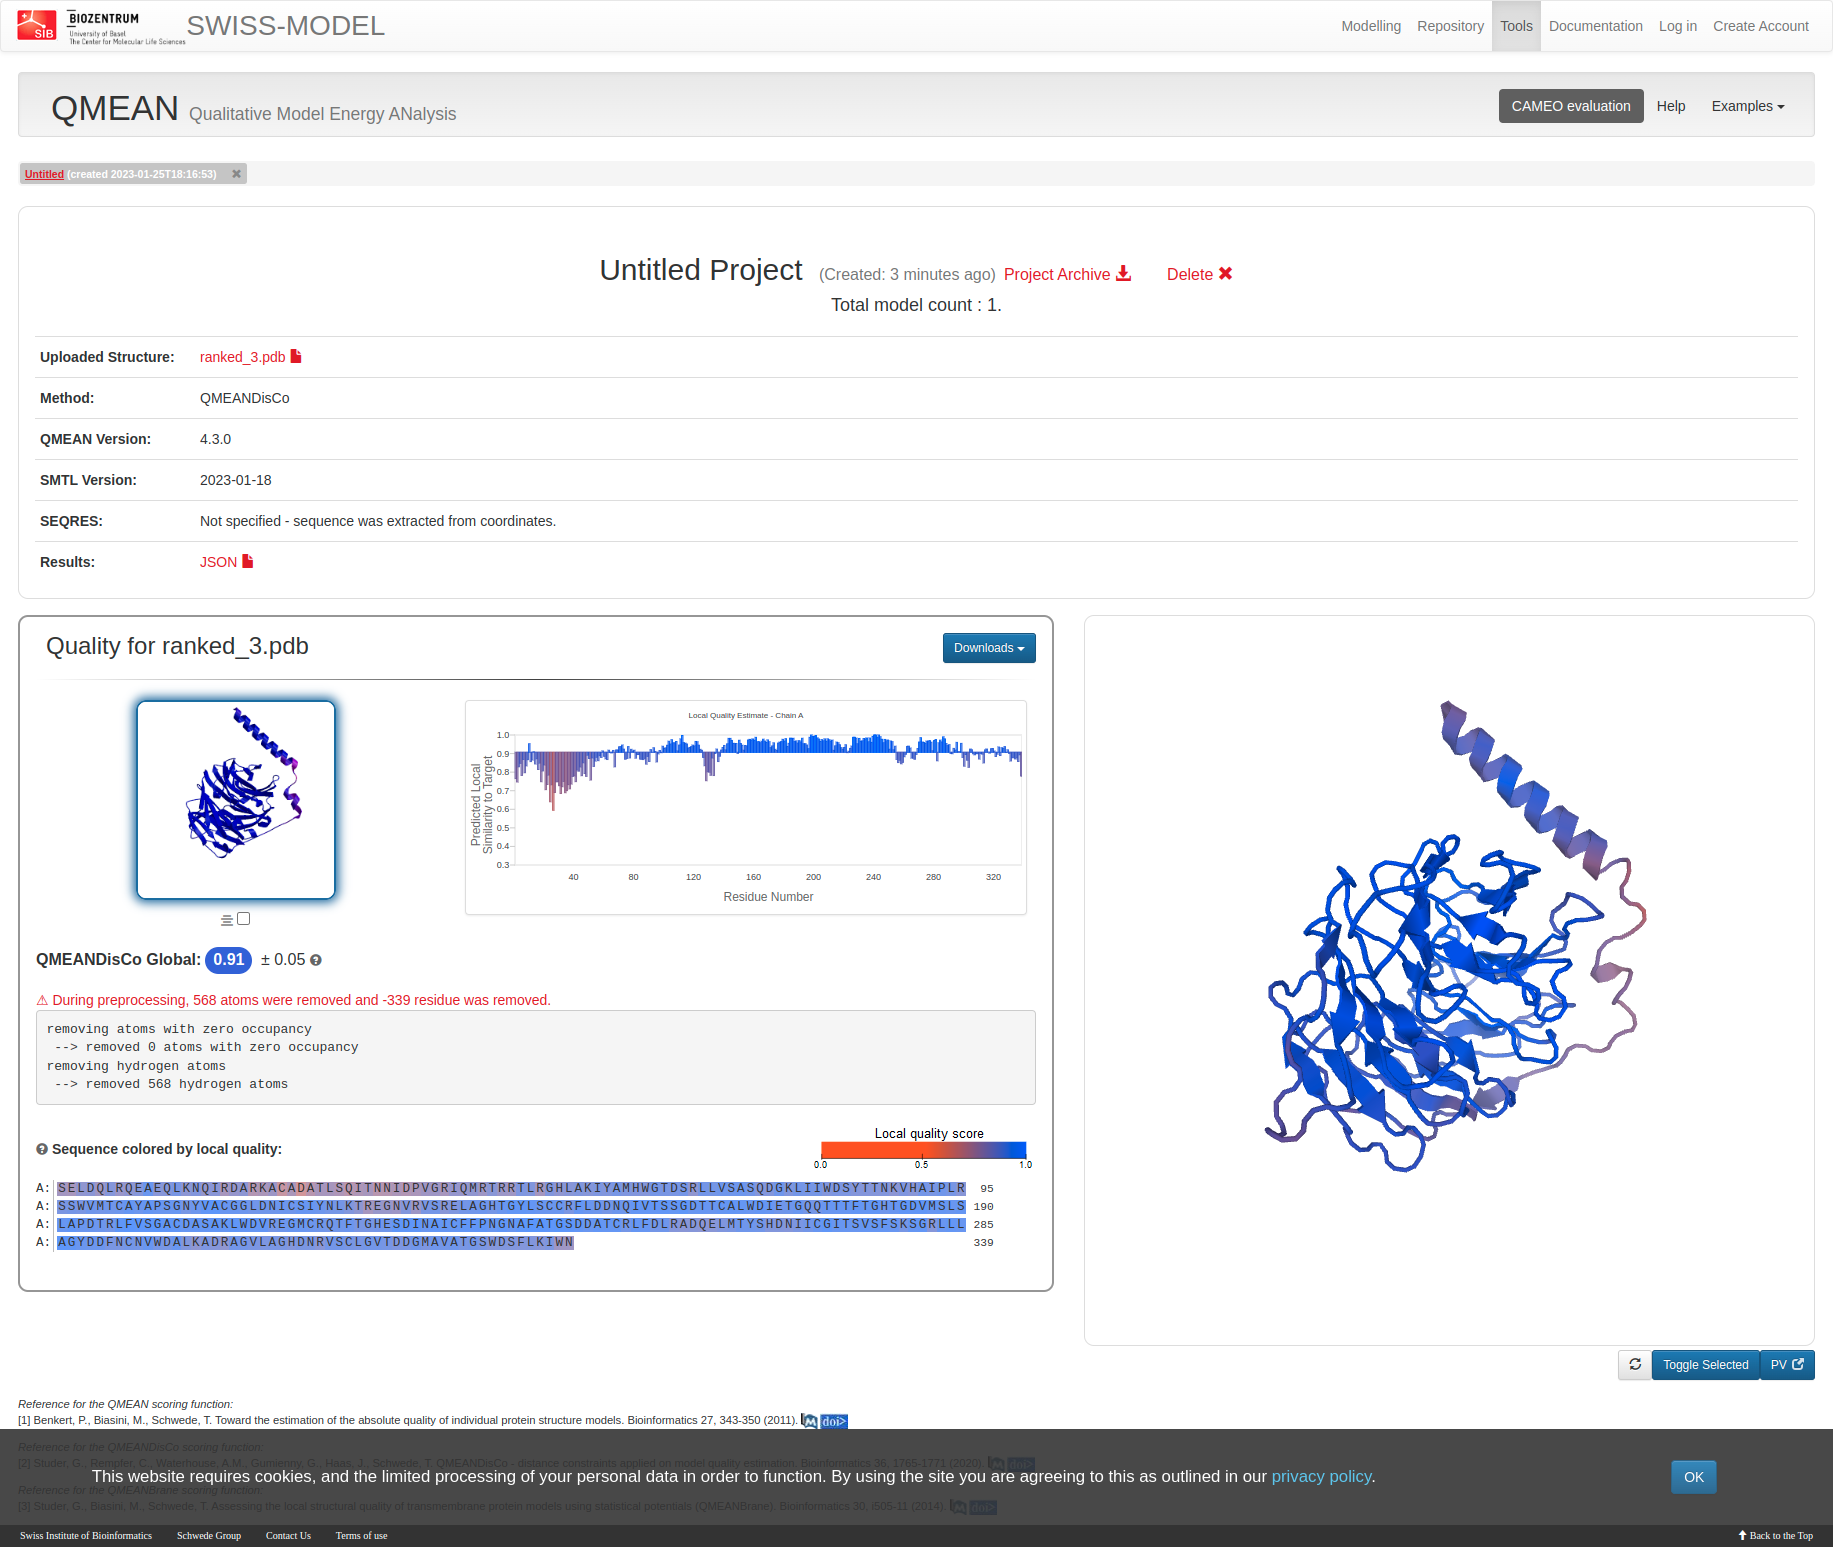 SIB
BIOZENTRUM
University of Basel
The Center for Molecular Life Sciences
SWISS-MODEL
Modelling Repository Tools Documentation Log in Create Account
QMEAN Qualitative Model Energy ANalysis
CAMEO evaluation Help Examples
Untitled (created 2023-01-25T18:16:53) ✖
Untitled Project (Created: 3 minutes ago) Project Archive Delete ✖
Total model count : 1.
Uploaded Structure: ranked_3.pdb
Method: QMEANDisCo
QMEAN Version: 4.3.0
SMTL Version: 2023-01-18
SEQRES: Not specified - sequence was extracted from coordinates.
Results: JSON
Quality for ranked_3.pdb
Downloads
Local Quality Estimate - Chain A
Predicted Local
Similarity to Target
1.0
0.9
0.8
0.7
0.6
0.5
0.4
0.3
40 80 120 160 200 240 280 320
Residue Number
QMEANDisCo Global: 0.91 ± 0.05
⚠ During preprocessing, 568 atoms were removed and -339 residue was removed.
removing atoms with zero occupancy
--> removed 0 atoms with zero occupancy
removing hydrogen atoms
--> removed 568 hydrogen atoms
Local quality score
0.0 0.5 1.0
Sequence colored by local quality:
A: SELDQLRQEAEQLKNQIRDARKACADATLSQITNNIDPVGRIQMRTRRTLRGHLAKIYAMHWGTDSRLLVSASQDGKLIIWDSYTTNKVHAIPLR 95
A: SSWVMTCAYAPSGNYVACGGLDNICSIYNLKTREGNVRVSRELAGHTGYLSCCRFLDDNQIVTSSGDTTCALWDIETGQQTTTFTGHTGDVMSLS 190
A: LAPDTRLFVSGACDASAKLWDVREGMCRQTFTGHESDINAICFFPNGNAFATGSDDATCRLFDLRADQELMTYSHDNIICGITSVSFSKSGRLLL 285
A: AGYDDFNCNVWDALKADRAGVLAGHDNRVSCLGVTDDGMAVATGSWDSFLKIWN 339
Toggle Selected PV
Reference for the QMEAN scoring function:
[1] Benkert, P., Biasini, M., Schwede, T. Toward the estimation of the absolute quality of individual protein structure models. Bioinformatics 27, 343-350 (2011). M doi>
Reference for the QMEANDisCo scoring function:
[2] Studer, G., Rempfer, C., Waterhouse, A.M., Gumienny, G., Haas, J., Schwede, T. QMEANDisCo - distance constraints applied on model quality estimation. Bioinformatics 36, 1765-1771 (2020). M doi>
This website requires cookies, and the limited processing of your personal data in order to function. By using the site you are agreeing to this as outlined in our privacy policy. OK
Reference for the QMEANBrane scoring function:
[3] Studer, G., Biasini, M., Schwede, T. Assessing the local structural quality of transmembrane protein models using statistical potentials (QMEANBrane). Bioinformatics 30, i505-11 (2014). M doi>
Swiss Institute of Bioinformatics Schwede Group Contact Us Terms of use Back to the Top